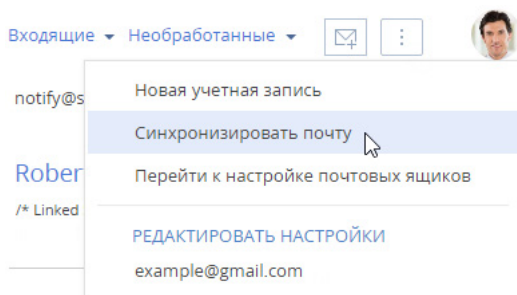 Входящие Необработанные
Новая учетная запись
notify@s
Синхронизировать почту
Rober
Перейти к настройке почтовых ящиков
/* Linked
РЕДАКТИРОВАТЬ НАСТРОЙКИ
example@gmail.com